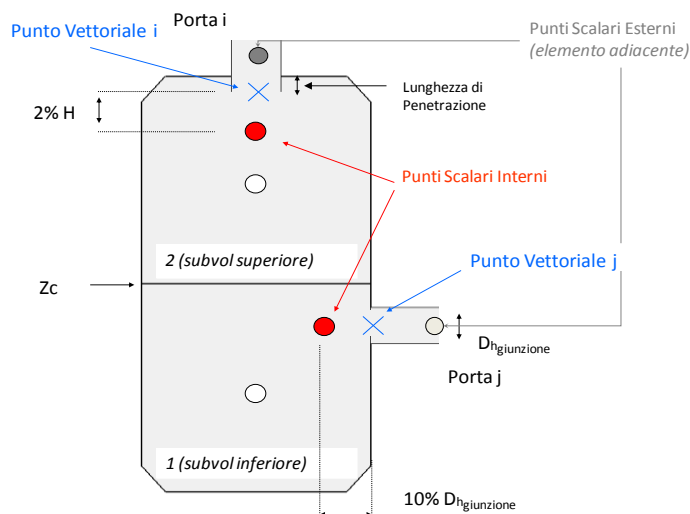 Porta i
Punto Vettoriale i
Punti Scalari Esterni
(elemento adiacente)
Lunghezza di
Penetrazione
2% H
Punti Scalari Interni
2 (subvol superiore)
Punto Vettoriale j
Zc
Dhgiunzione
Porta j
1 (subvol inferiore)
10% Dhgiunzione